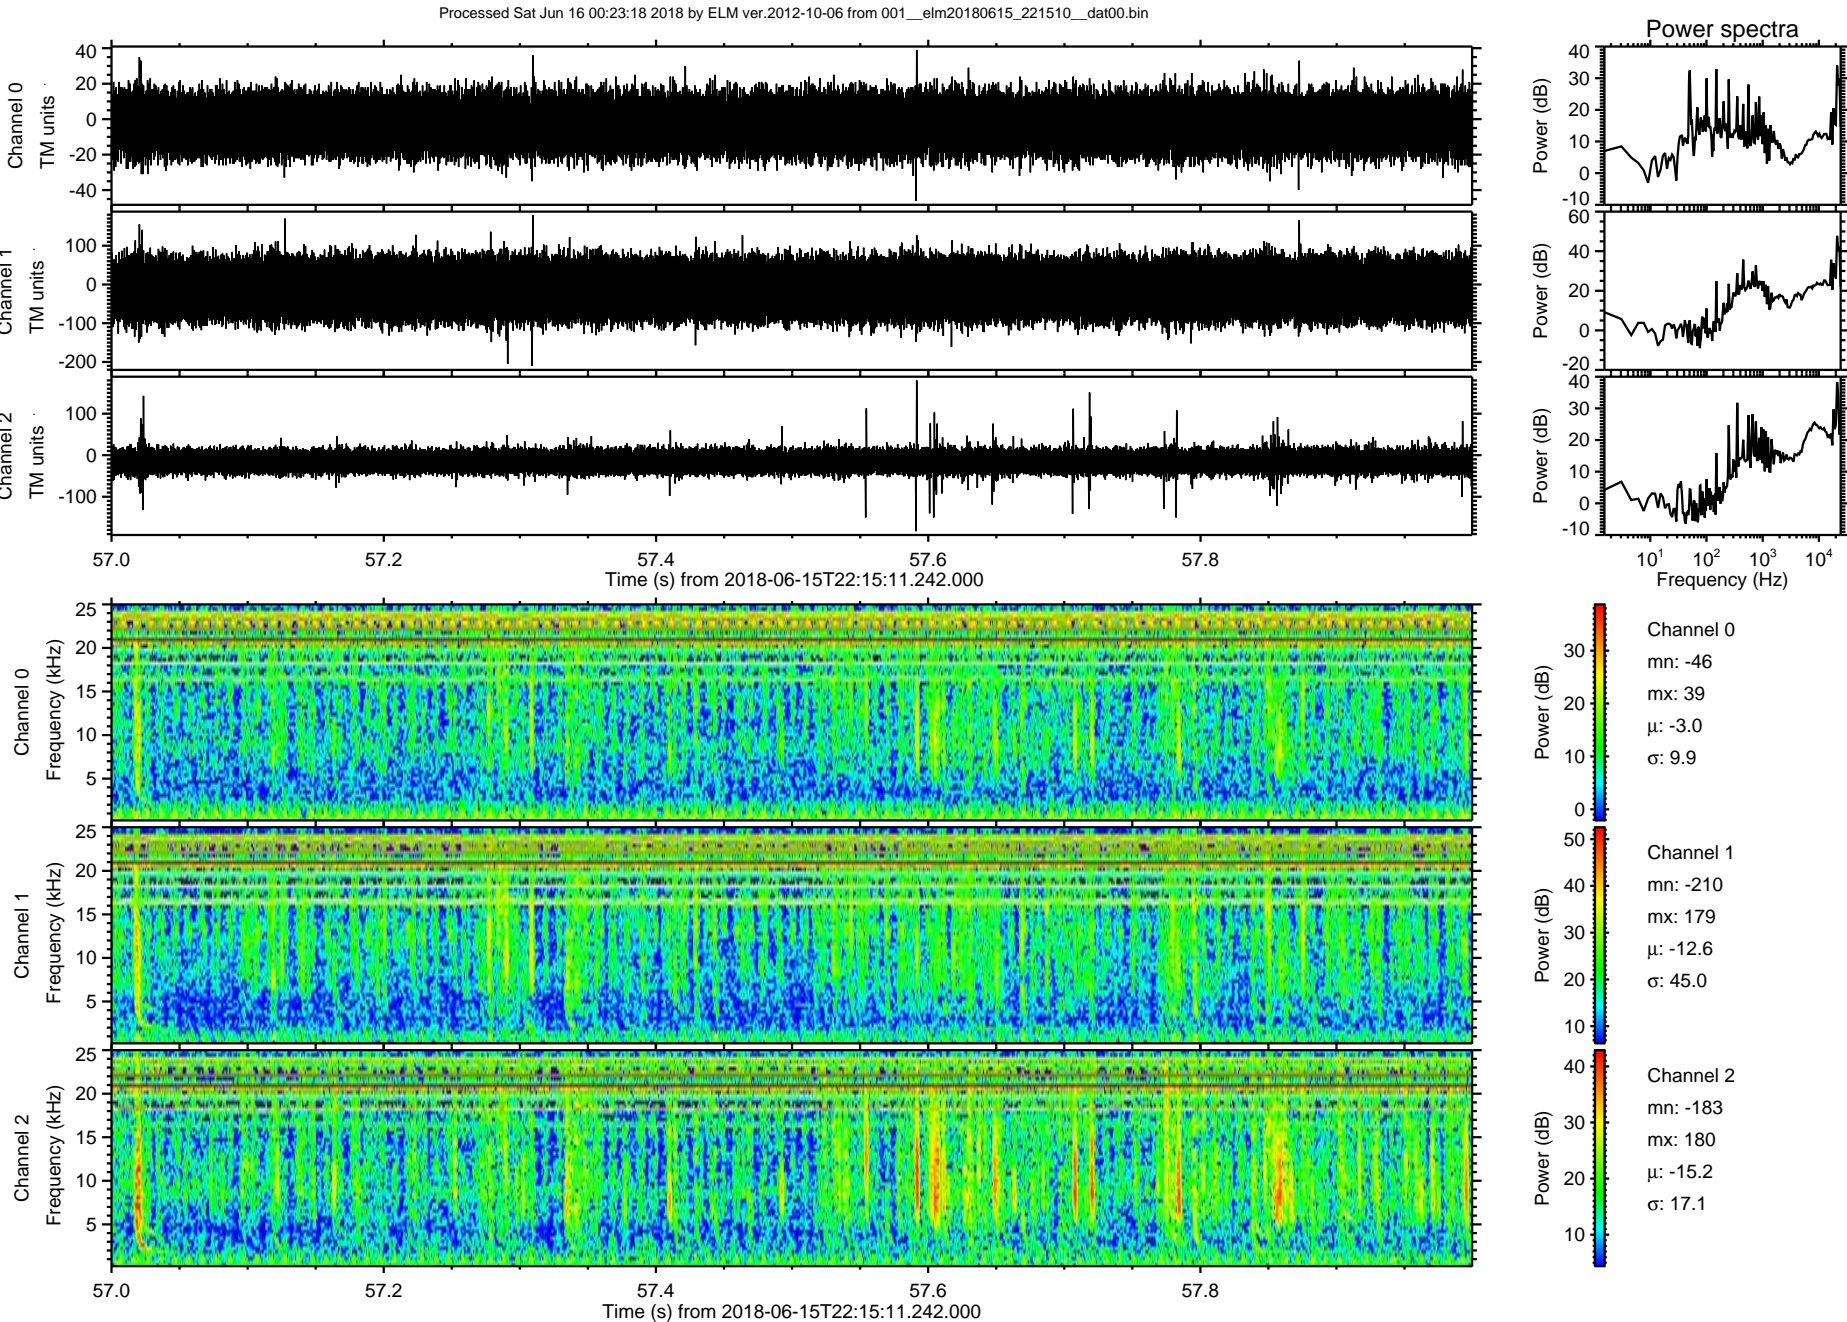 Processed Sat Jun 16 00:23:18 2018 by ELM ver.2012-10-06 from 001__elm20180615_221510__dat00.bin
Power spectra
Channel 0
TM units
40
20
0
-20
-40
Power (dB)
40
30
20
10
0
-10
Channel 1
TM units
100
0
-100
-200
Power (dB)
60
40
20
0
-20
Channel 2
TM units
100
0
-100
Power (dB)
40
30
20
10
0
-10
57.0 57.2 57.4 57.6 57.8
Time (s) from 2018-06-15T22:15:11.242.000
10¹ 10² 10³ 10⁴
Frequency (Hz)
Channel 0
Frequency (kHz)
25
20
15
10
5
Power (dB)
30
20
10
0
Channel 0
mn: -46
mx: 39
μ: -3.0
σ: 9.9
Channel 1
Frequency (kHz)
25
20
15
10
5
Power (dB)
50
40
30
20
10
Channel 1
mn: -210
mx: 179
μ: -12.6
σ: 45.0
Channel 2
Frequency (kHz)
25
20
15
10
5
Power (dB)
40
30
20
10
Channel 2
mn: -183
mx: 180
μ: -15.2
σ: 17.1
57.0 57.2 57.4 57.6 57.8
Time (s) from 2018-06-15T22:15:11.242.000